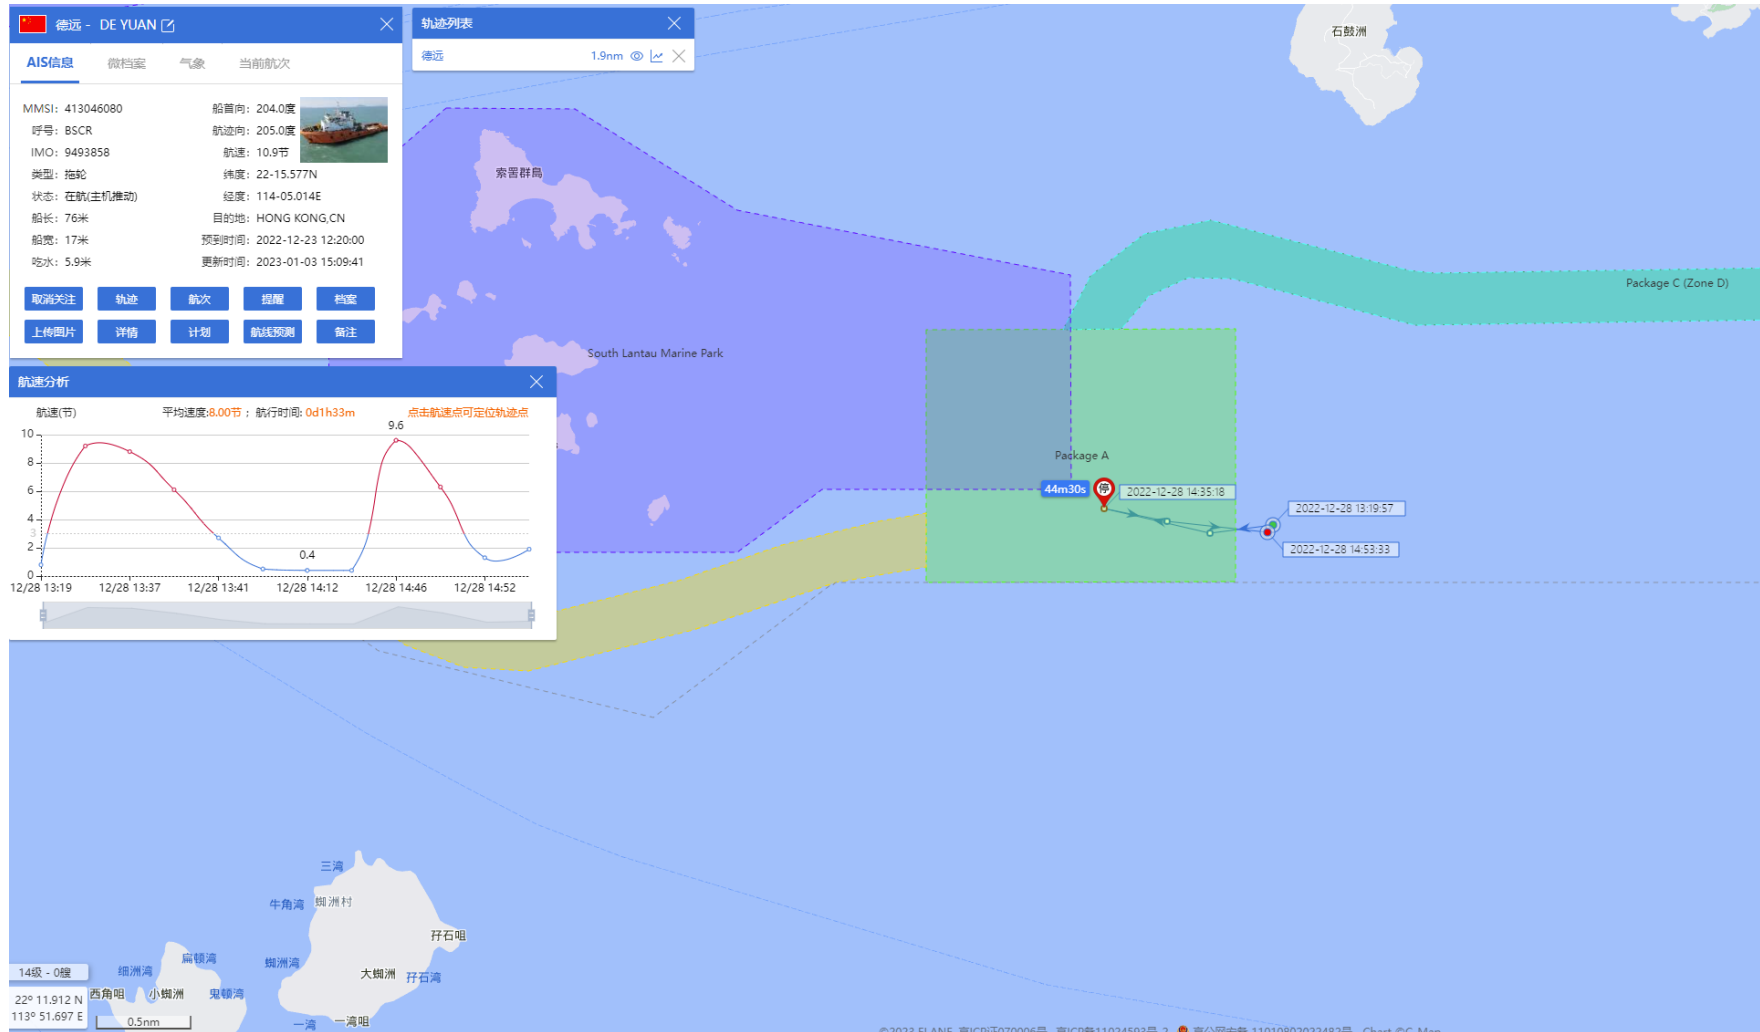 德远 - DE YUAN
AIS信息 微档案 气象 当前航次
MMSI: 413046080 船首向: 204.0度
呼号: BSCR 航迹向: 205.0度
IMO: 9493858 航速: 10.9节
类型: 拖轮 纬度: 22-15.577N
状态: 在航(主机推动) 经度: 114-05.014E
船长: 76米 目的地: HONG KONG,CN
船宽: 17米 预到时间: 2022-12-23 12:20:00
吃水: 5.9米 更新时间: 2023-01-03 15:09:41
取消关注 轨迹 航次 提醒 档案
上传图片 详情 计划 航线预测 备注
轨迹列表
德远 1.9nm
航速分析
航速(节) 平均速度:8.00节 ; 航行时间: 0d1h33m 点击航速点可定位轨迹点
9.6
10
8
6
4
3
2
0.4
0
12/28 13:19 12/28 13:37 12/28 13:41 12/28 14:12 12/28 14:46 12/28 14:52
石鼓洲
索罟群島
South Lantau Marine Park
Package C (Zone D)
Package A
44m30s 停 2022-12-28 14:35:18
2022-12-28 13:19:57
2022-12-28 14:53:33
三湾
牛角湾 蜘洲村
孖石咀
蜘洲湾 大蜘洲 孖石湾
扁顿湾
细洲湾
西角咀 小蜘洲 鬼顿湾
一湾 一湾咀
14级 - 0艘
22º 11.912 N
113º 51.697 E
0.5nm